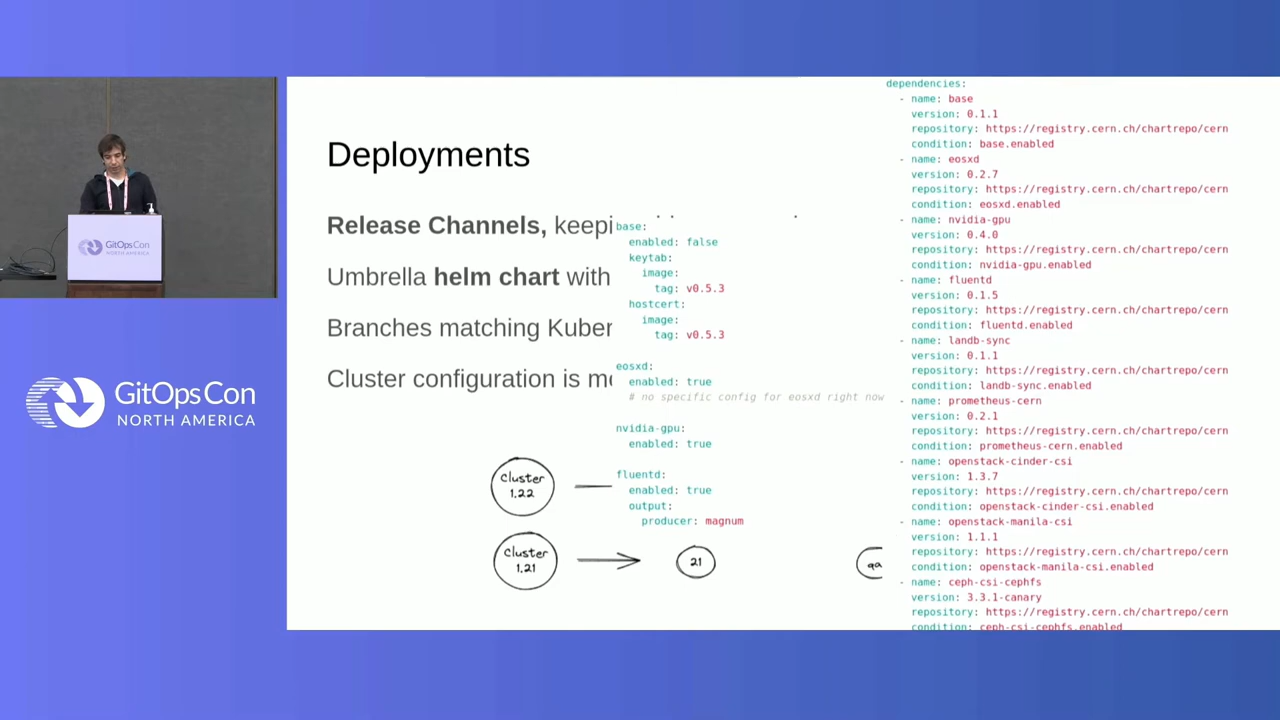 GitOpsCon
NORTH AMERICA
GitOpsCon
NORTH AMERICA
Deployments
Release Channels,
Umbrella helm chart with
Branches matching
Cluster configuration is
Cluster
1.22
Cluster
1.21
21
qa
base:
enabled: false
keytab:
image:
tag: v0.5.3
hostcert:
image:
tag: v0.5.3
eosxd:
enabled: true
# no specific config for eosxd right now
nvidia-gpu:
enabled: true
fluentd:
enabled: true
output:
producer: magnum
dependencies:
- name: base
version: 0.1.1
repository: https://registry.cern.ch/chartrepo/cern
condition: base.enabled
- name: eosxd
version: 0.2.7
repository: https://registry.cern.ch/chartrepo/cern
condition: eosxd.enabled
- name: nvidia-gpu
version: 0.4.0
repository: https://registry.cern.ch/chartrepo/cern
condition: nvidia-gpu.enabled
- name: fluentd
version: 0.1.5
repository: https://registry.cern.ch/chartrepo/cern
condition: fluentd.enabled
- name: landb-sync
version: 0.1.1
repository: https://registry.cern.ch/chartrepo/cern
condition: landb-sync.enabled
- name: prometheus-cern
version: 0.2.1
repository: https://registry.cern.ch/chartrepo/cern
condition: prometheus-cern.enabled
- name: openstack-cinder-csi
version: 1.3.7
repository: https://registry.cern.ch/chartrepo/cern
condition: openstack-cinder-csi.enabled
- name: openstack-manila-csi
version: 1.1.1
repository: https://registry.cern.ch/chartrepo/cern
condition: openstack-manila-csi.enabled
- name: ceph-csi-cephfs
version: 3.3.1-canary
repository: https://registry.cern.ch/chartrepo/cern
condition: ceph-csi-cephfs.enabled